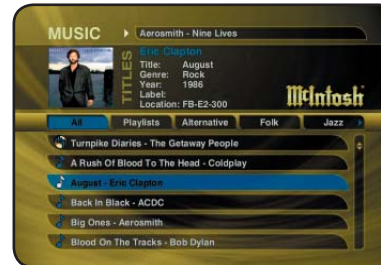 MUSIC
Aerosmith - Nine Lives
TITLES
Eric Clapton
Title: August
Genre: Rock
Year: 1986
Label:
Location: FB-E2-300
McIntosh
All
Playlists
Alternative
Folk
Jazz
Turnpike Diaries - The Getaway People
A Rush Of Blood To The Head - Coldplay
August - Eric Clapton
Back In Black - ACDC
Big Ones - Aerosmith
Blood On The Tracks - Bob Dylan